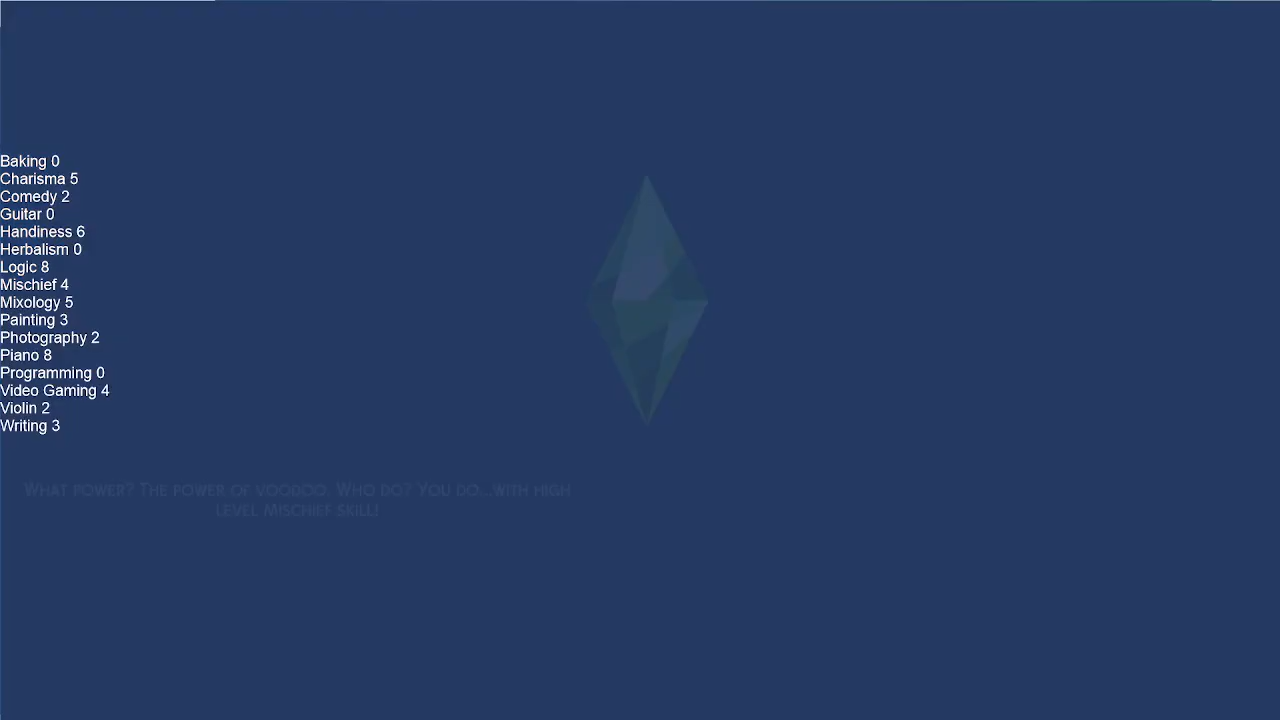 Baking 0
Charisma 5
Comedy 2
Guitar 0
Handiness 6
Herbalism 0
Logic 8
Mischief 4
Mixology 5
Painting 3
Photography 2
Piano 8
Programming 0
Video Gaming 4
Violin 2
Writing 3
What power? The power of voodoo. Who do? You do...with high
level Mischief skill!